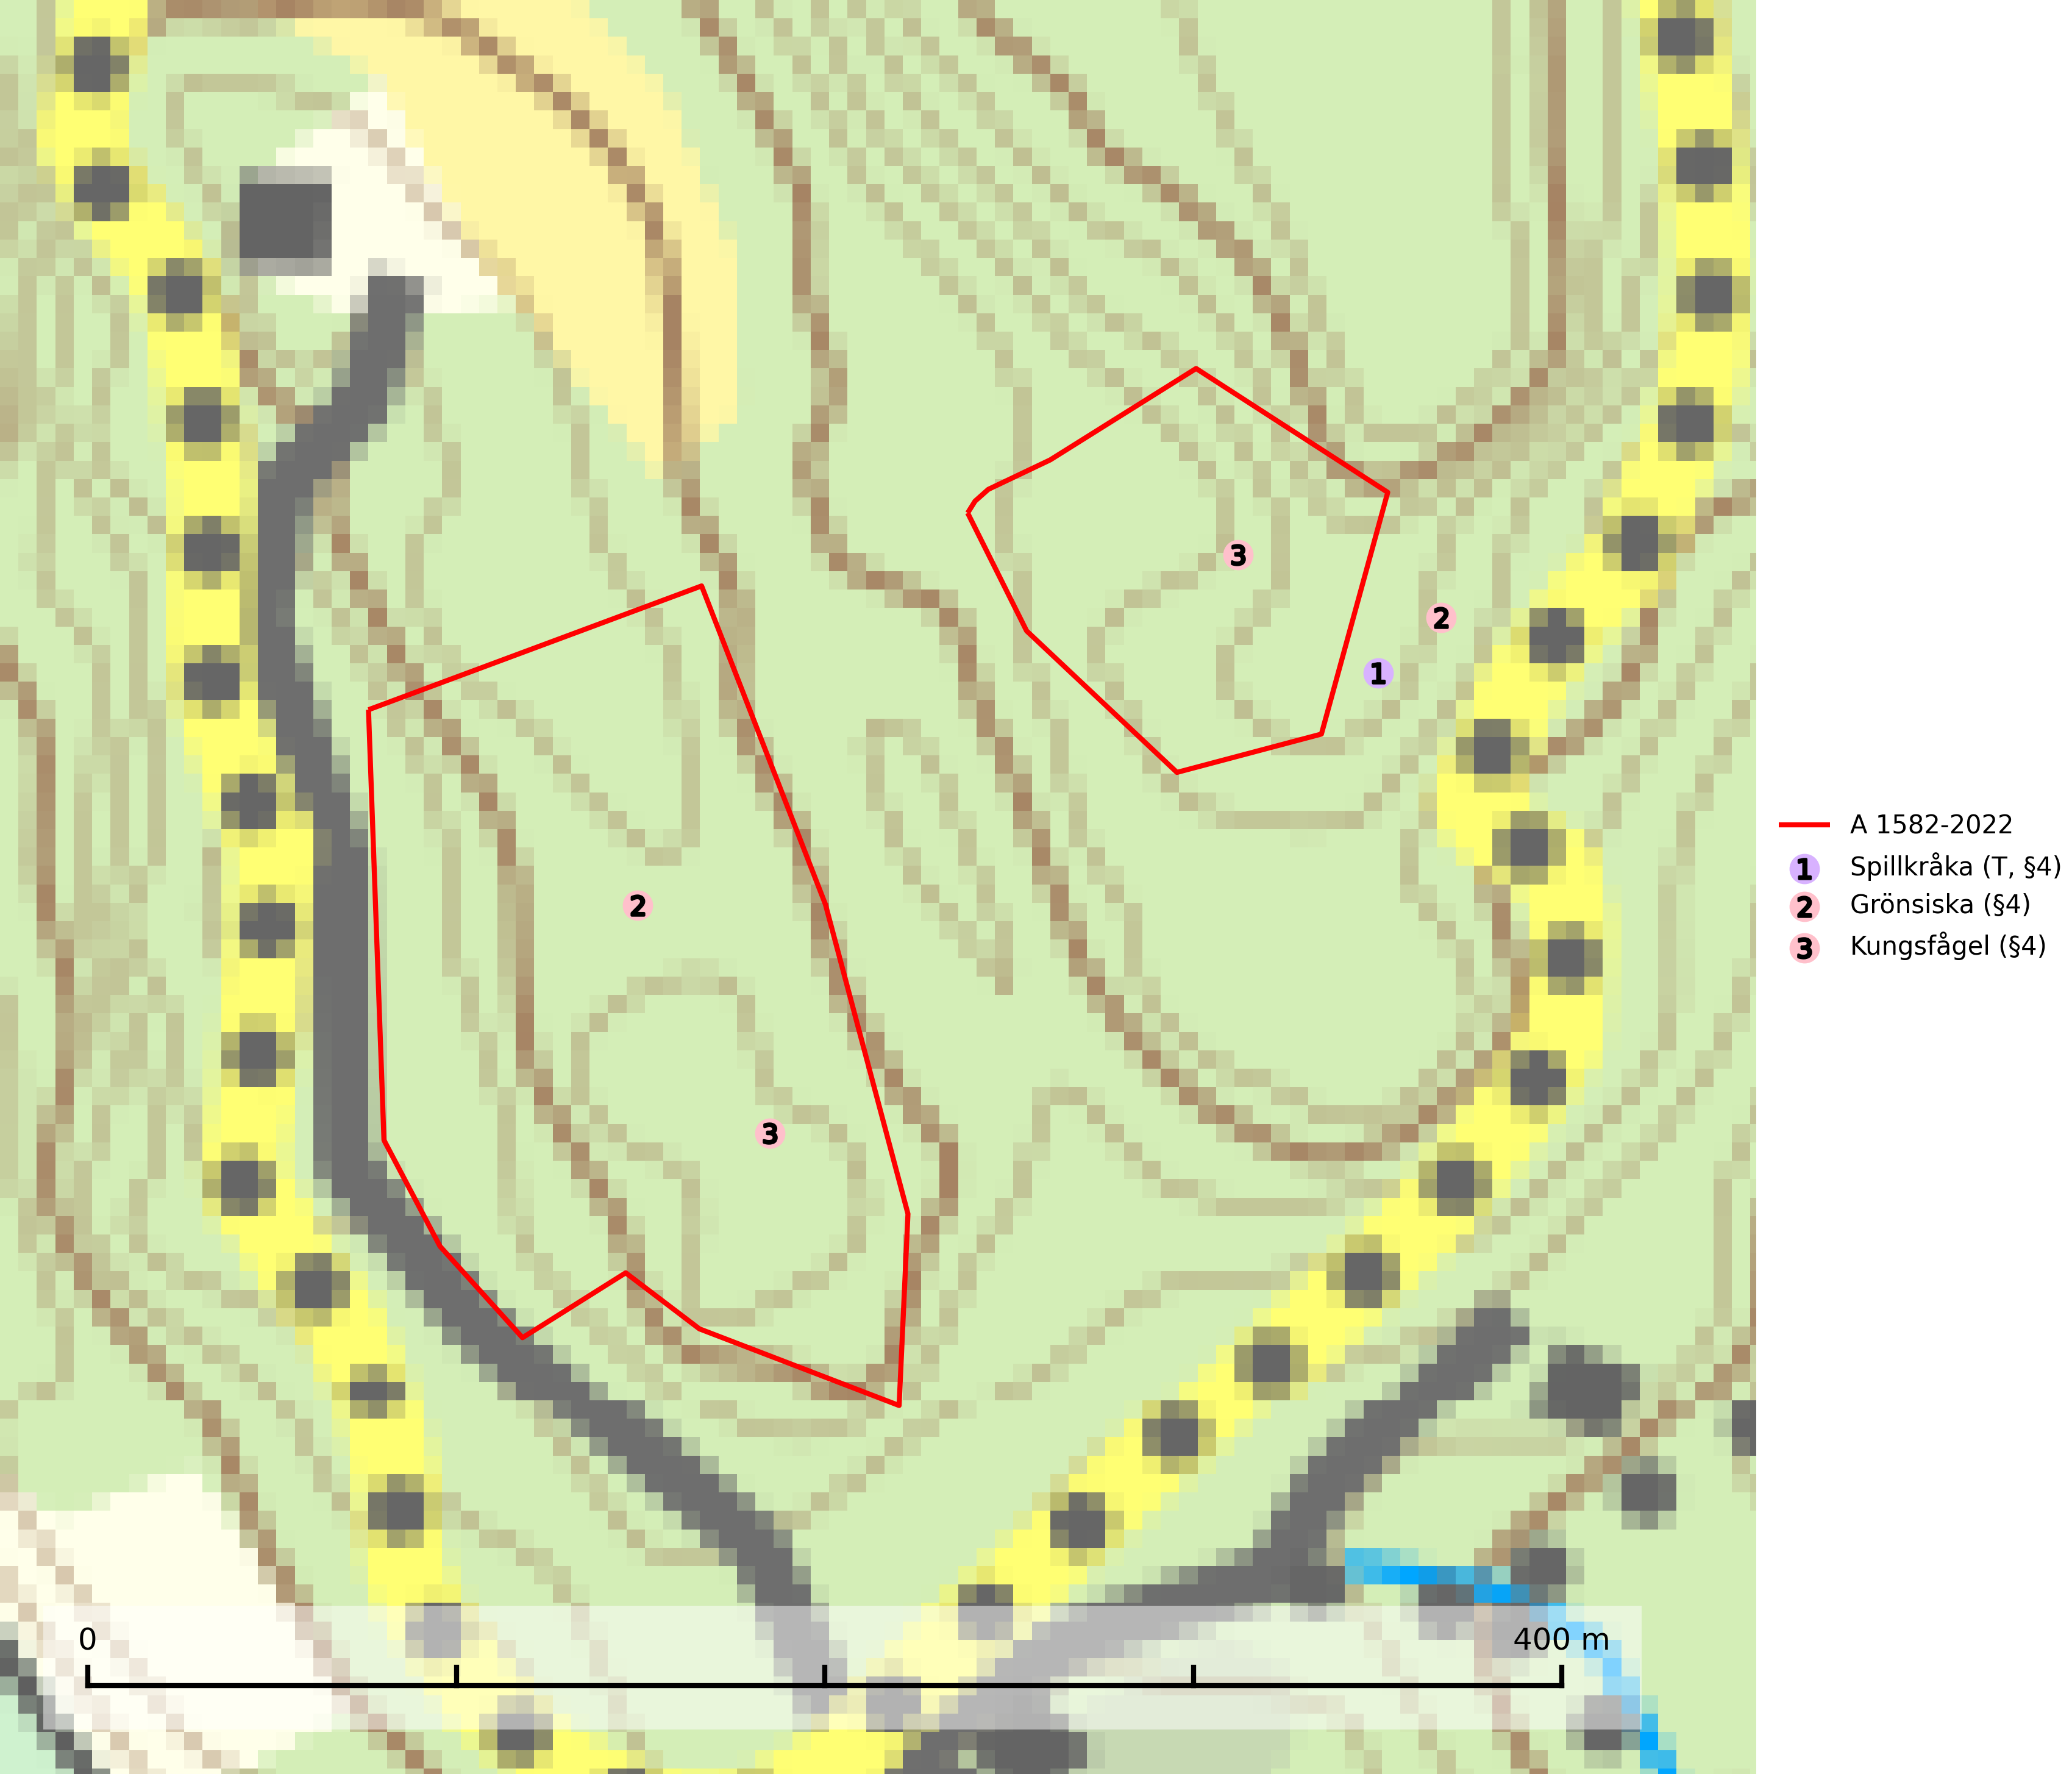 3
2
1
2
3
A 1582-2022
1 Spillkråka (T, §4)
2 Grönsiska (§4)
3 Kungsfågel (§4)
0 400 m